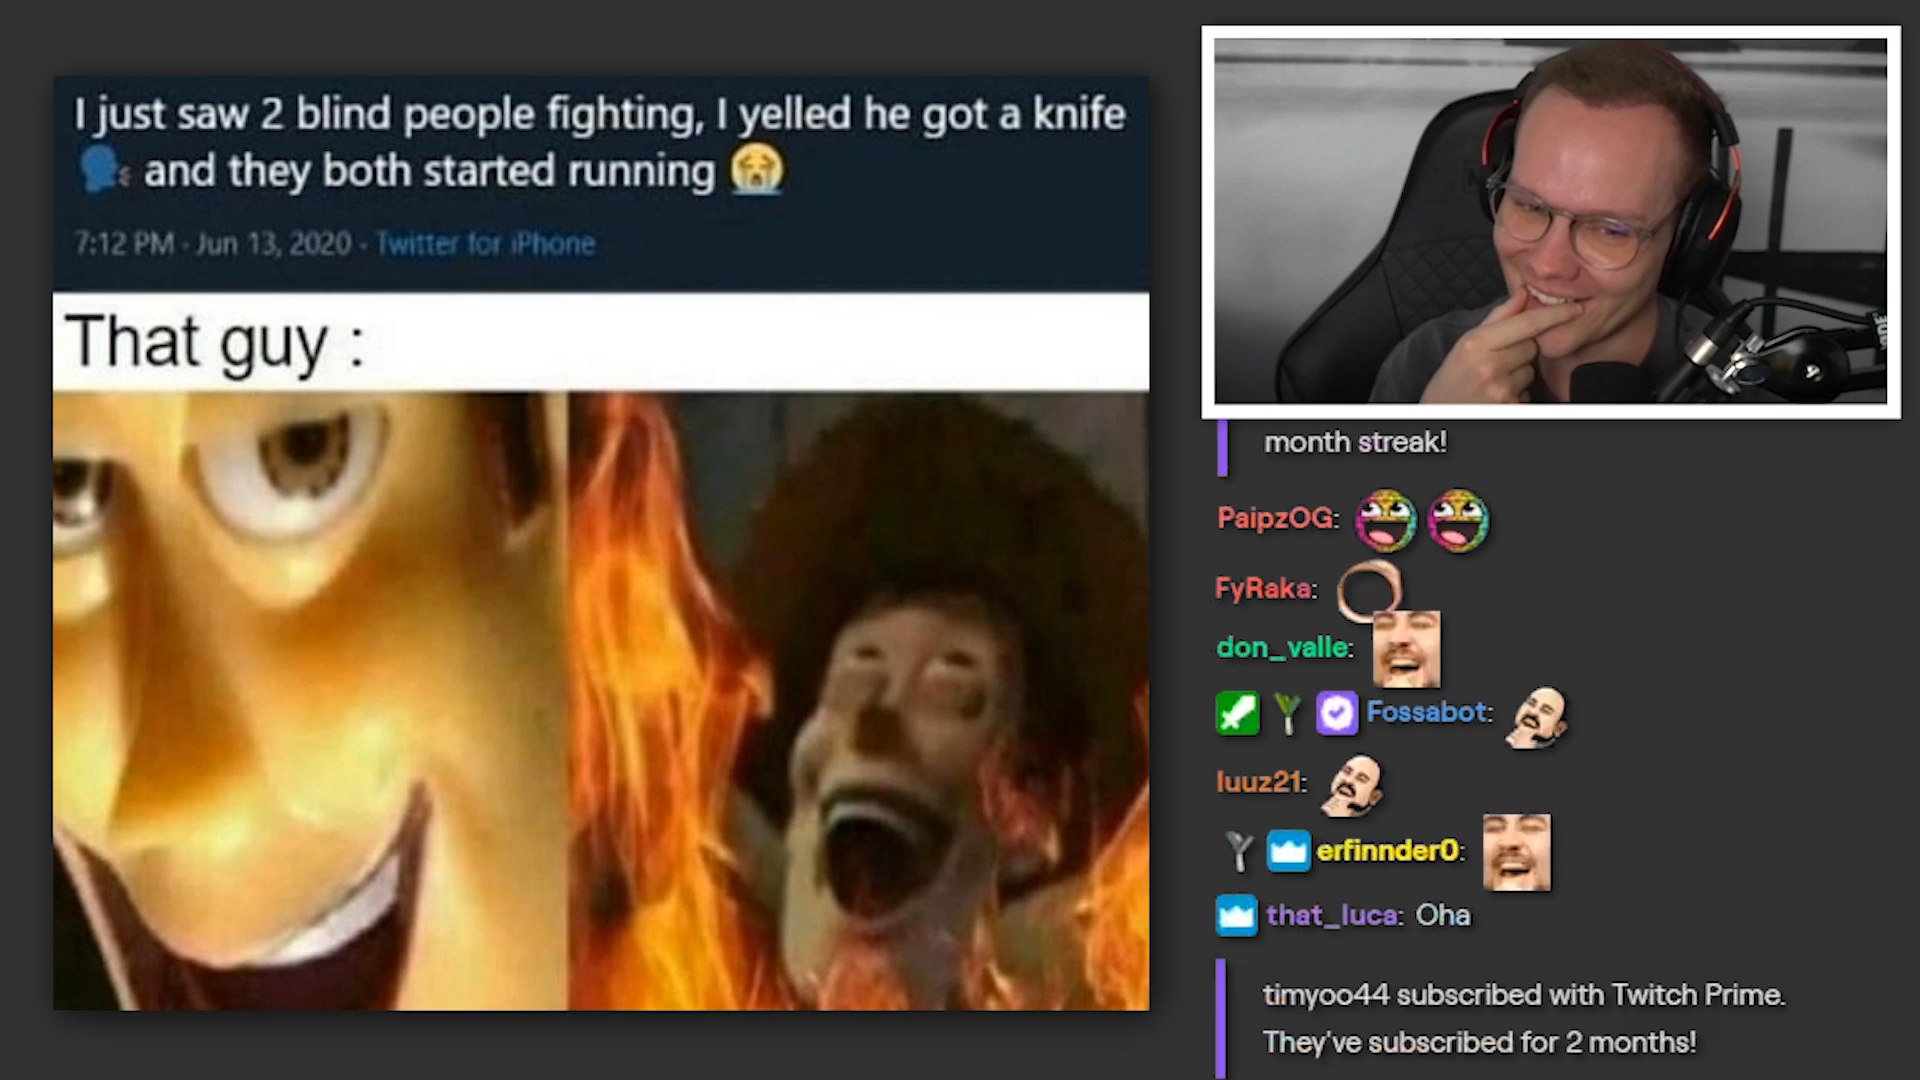 I just saw 2 blind people fighting, I yelled he got a knife
🗣 and they both started running 😭
7:12 PM · Jun 13, 2020 · Twitter for iPhone
That guy :
month streak!
PaipzOG:
FyRaka:
don_valle:
Fossabot:
luuz21:
erfinnder0:
that_luca: Oha
timyoo44 subscribed with Twitch Prime.
They've subscribed for 2 months!